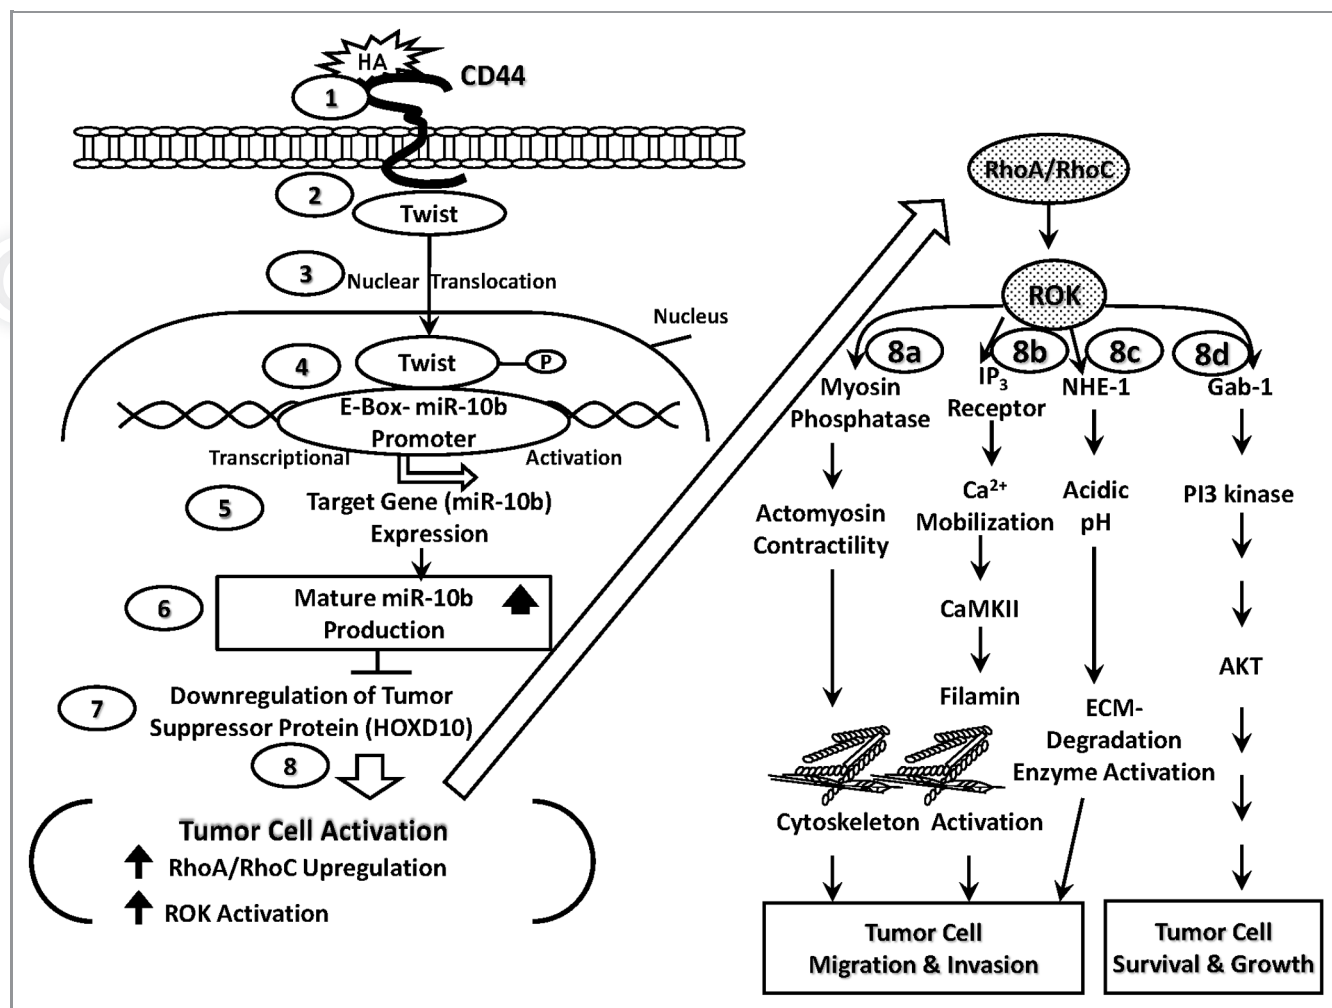 HA
CD44
1
2
Twist
3
Nuclear Translocation
Nucleus
4
Twist
P
E-Box- miR-10b
Promoter
Transcriptional
Activation
5
Target Gene (miR-10b)
Expression
6
Mature miR-10b
Production
7
Downregulation of Tumor
Suppressor Protein (HOXD10)
8
Tumor Cell Activation
RhoA/RhoC Upregulation
ROK Activation
RhoA/RhoC
ROK
8a
8b
8c
8d
Myosin
Phosphatase
Actomyosin
Contractility
IP₃
Receptor
Ca²⁺
Mobilization
CaMKII
Filamin
Cytoskeleton Activation
NHE-1
Acidic
pH
ECM-
Degradation
Enzyme Activation
Gab-1
PI3 kinase
AKT
Tumor Cell
Migration & Invasion
Tumor Cell
Survival & Growth